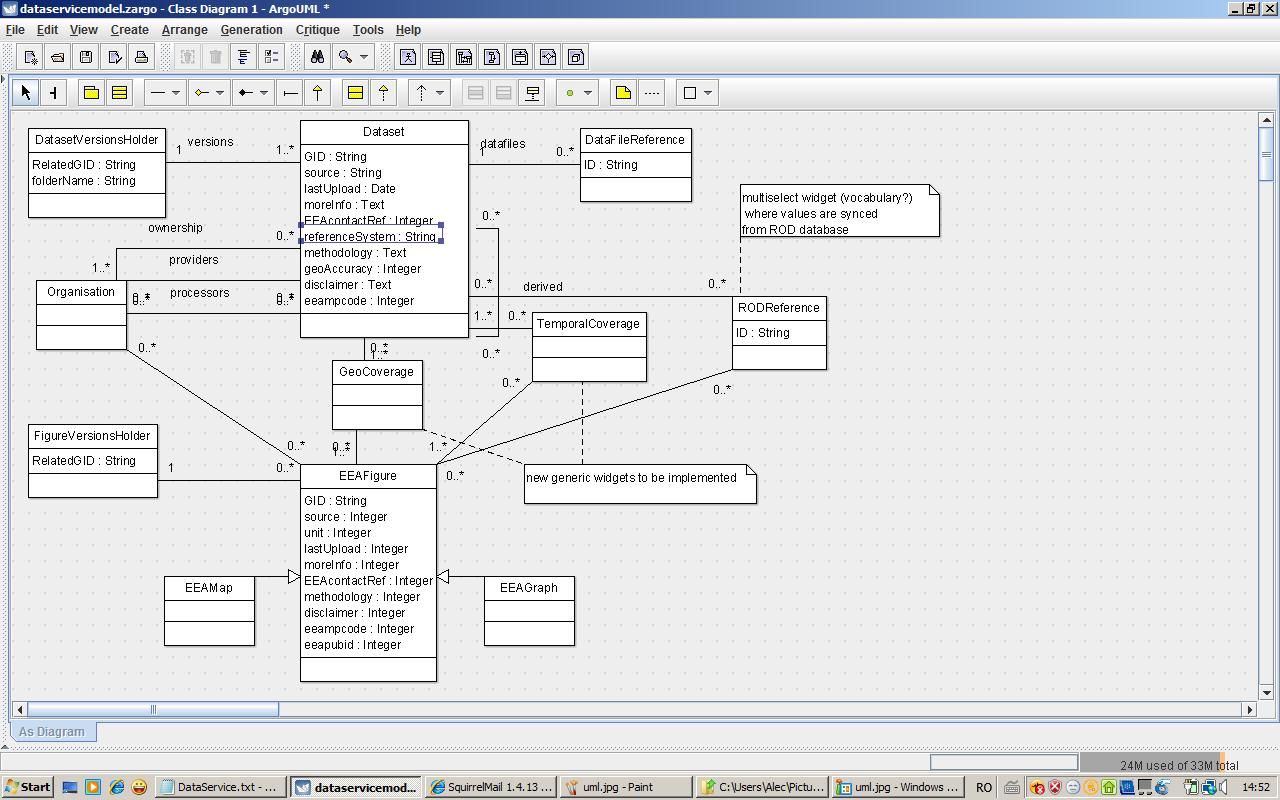 dataservicemodel.zargo - Class Diagram 1 - ArgoUML *
File Edit View Create Arrange Generation Critique Tools Help
DatasetVersionsHolder
RelatedGID : String
folderName : String
1 versions 1..*
Dataset
GID : String
source : String
lastUpload : Date
moreInfo : Text
EEAcontactRef : Integer
referenceSystem : String
methodology : Text
geoAccuracy : Integer
disclaimer : Text
eeampcode : Integer
1 datafiles 0..*
DataFileReference
ID : String
multiselect widget (vocabulary?)
where values are synced
from ROD database
ownership
0..*
1..*
providers
processors
0..*
0..*
Organisation
0..*
0..*
0..*
0..*
derived
0..*
RODReference
ID : String
0..*
1..*
0..*
TemporalCoverage
0..*
0..*
GeoCoverage
0..*
1..*
FigureVersionsHolder
RelatedGID : String
1
0..*
0..*
0..*
EEAFigure
GID : String
source : Integer
unit : Integer
lastUpload : Integer
moreInfo : Integer
EEAcontactRef : Integer
methodology : Integer
disclaimer : Integer
eeampcode : Integer
eeapubid : Integer
new generic widgets to be implemented
EEAMap
EEAGraph
As Diagram
24M used of 33M total
Start
DataService.txt - ...
dataservicemod...
SquirrelMail 1.4.13 ...
uml.jpg - Paint
C:\Users\Alec\Pictu...
uml.jpg - Windows ...
RO
14:52